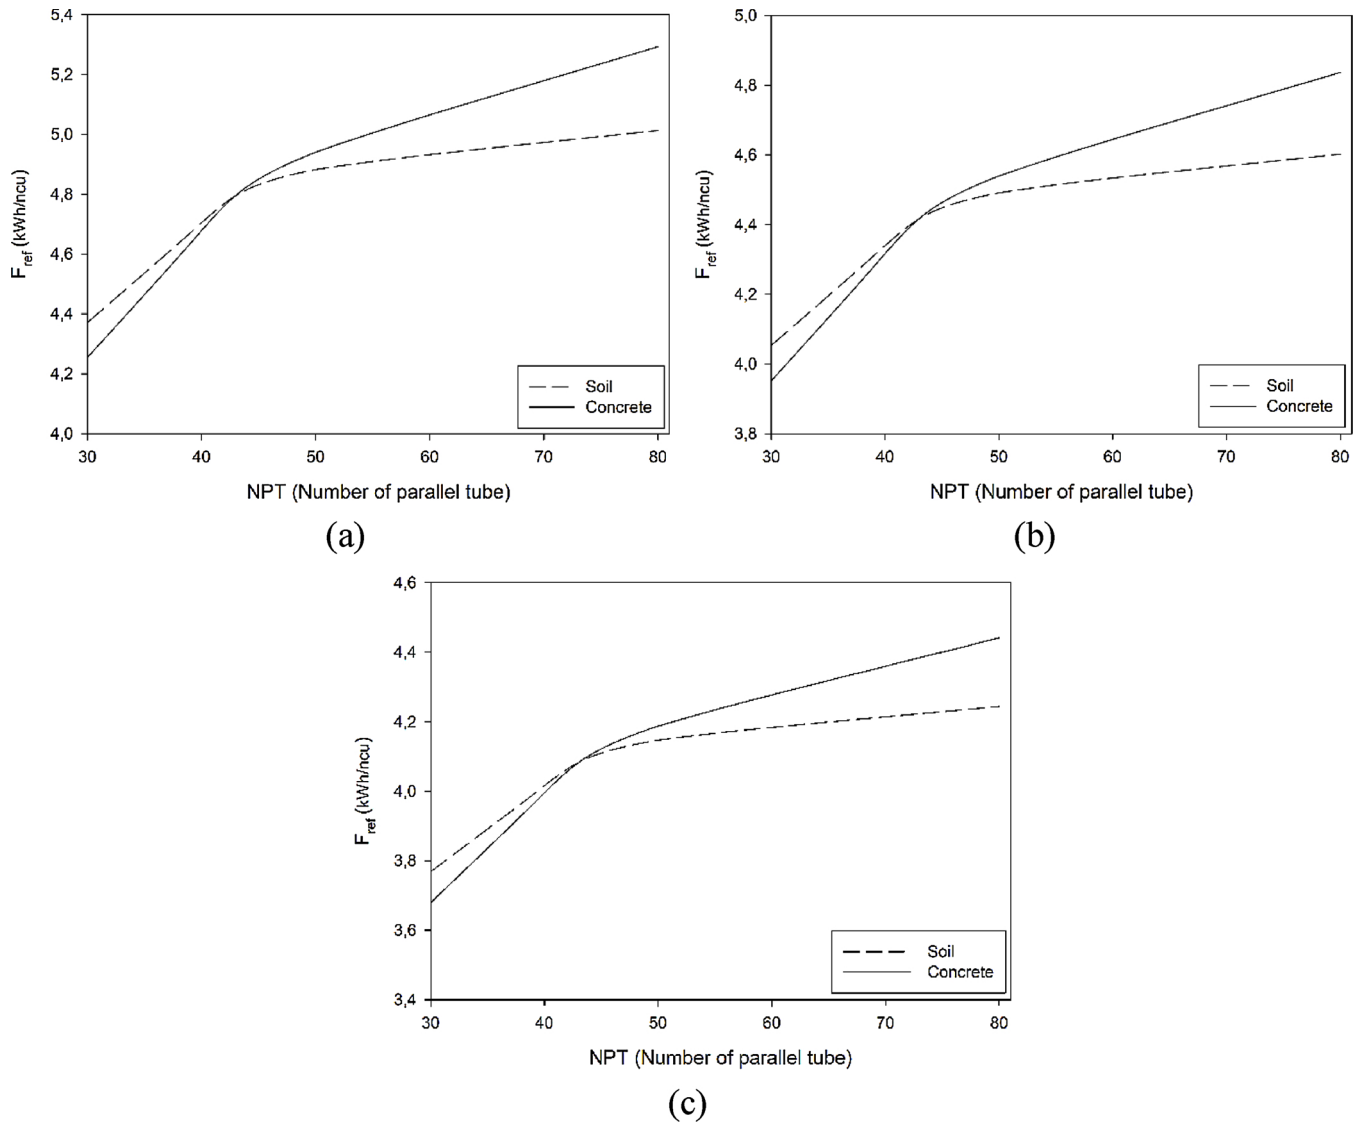 5,4
5,2
5,0
4,8
4,6
4,4
4,2
4,0
F_ref (kWh/ncu)
Soil
Concrete
30 40 50 60 70 80
NPT (Number of parallel tube)
(a)
5,0
4,8
4,6
4,4
4,2
4,0
3,8
F_ref (kWh/ncu)
Soil
Concrete
30 40 50 60 70 80
NPT (Number of parallel tube)
(b)
4,6
4,4
4,2
4,0
3,8
3,6
3,4
F_ref (kWh/ncu)
Soil
Concrete
30 40 50 60 70 80
NPT (Number of parallel tube)
(c)